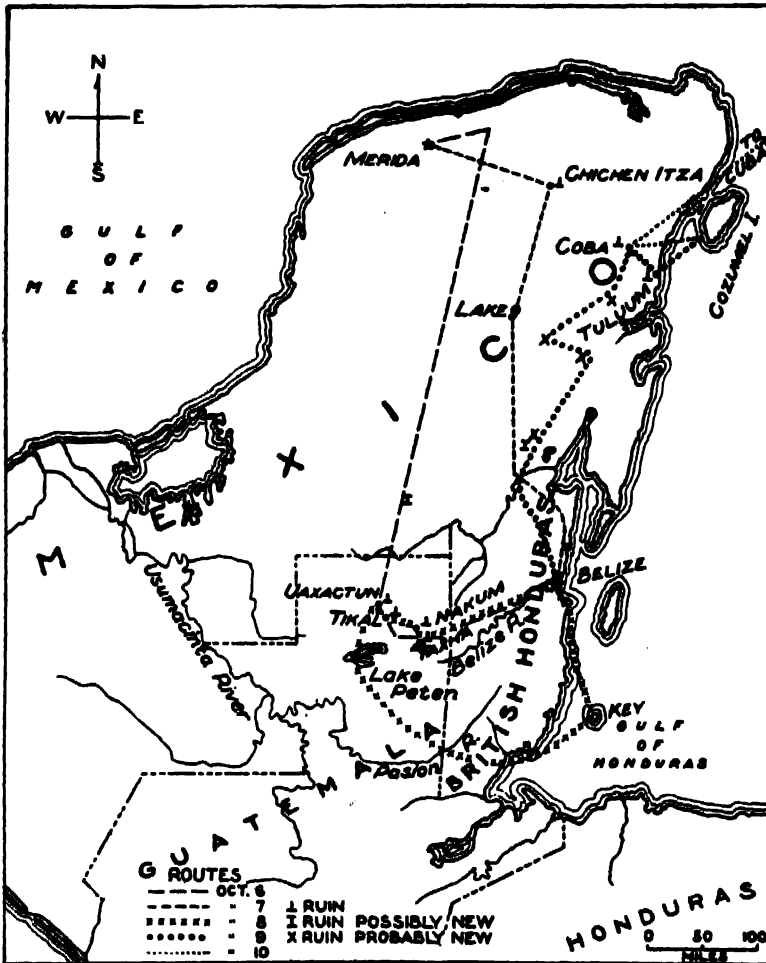 N
W E
S
MERIDA
CHICHEN ITZA
TO CUBA
GULF
OF
MEXICO
COBA
COZUMEL I.
TULUUM
LAKE
MEXICO
UAXACTUN
TIKAL
NAKUM
BELIZE
Usumacinta River
Belize R.
Lake
Peten
BRITISH HONDURAS
KEY
GULF
OF
HONDURAS
Pasion R.
GUATEMALA
HONDURAS
ROUTES
OCT. 6
" 7 ⊥ RUIN
" 8 I RUIN POSSIBLY NEW
" 9 X RUIN PROBABLY NEW
" 10
0 50 100
MILES